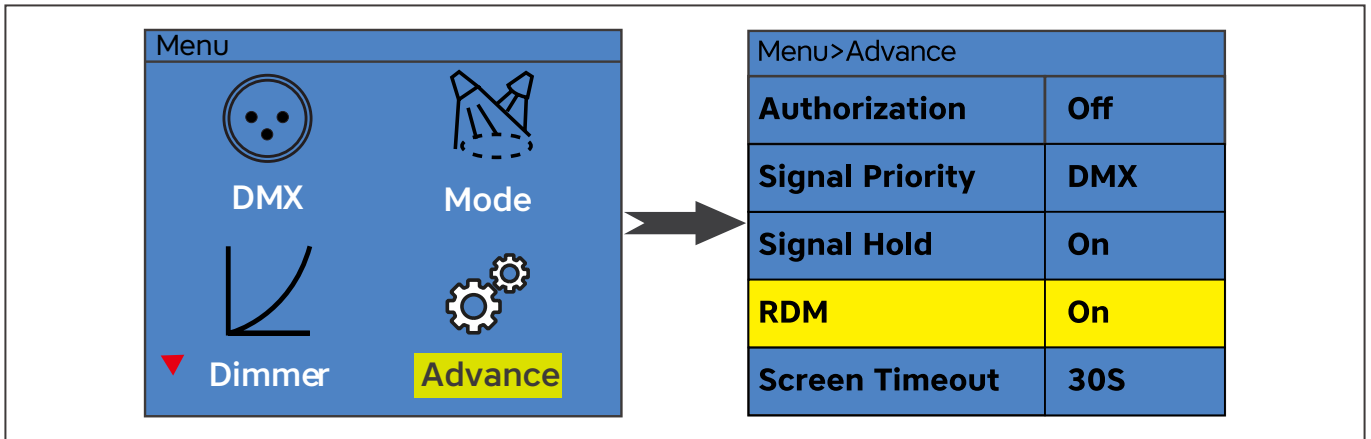 Menu
DMX
Mode
Dimmer
Advance
Menu>Advance
Authorization Off
Signal Priority DMX
Signal Hold On
RDM On
Screen Timeout 30S